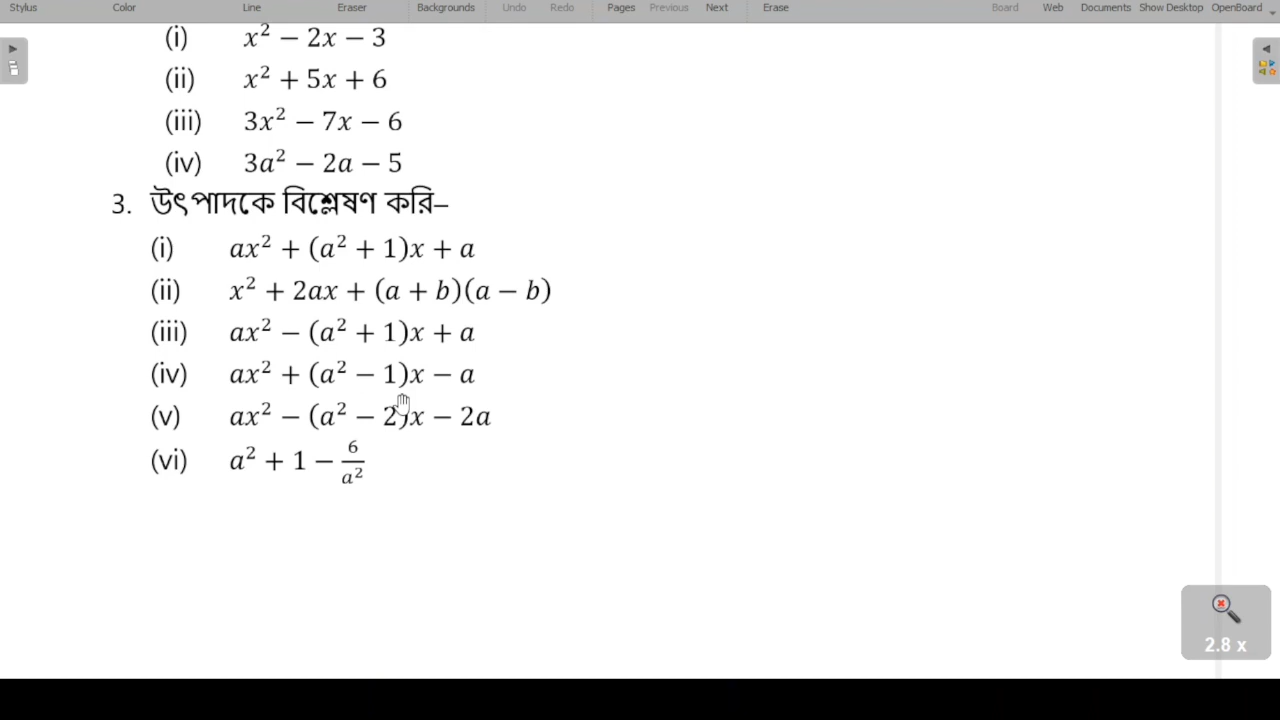 Stylus Color Line Eraser Backgrounds Undo Redo Pages Previous Next Erase Board Web Documents Show Desktop OpenBoard
(i) x² − 2x − 3
(ii) x² + 5x + 6
(iii) 3x² − 7x − 6
(iv) 3a² − 2a − 5
3. উৎপাদকে বিশ্লেষণ করি–
(i) ax² + (a² + 1)x + a
(ii) x² + 2ax + (a + b)(a − b)
(iii) ax² − (a² + 1)x + a
(iv) ax² + (a² − 1)x − a
(v) ax² − (a² − 2)x − 2a
(vi) a² + 1 − 6/a²
2.8 x